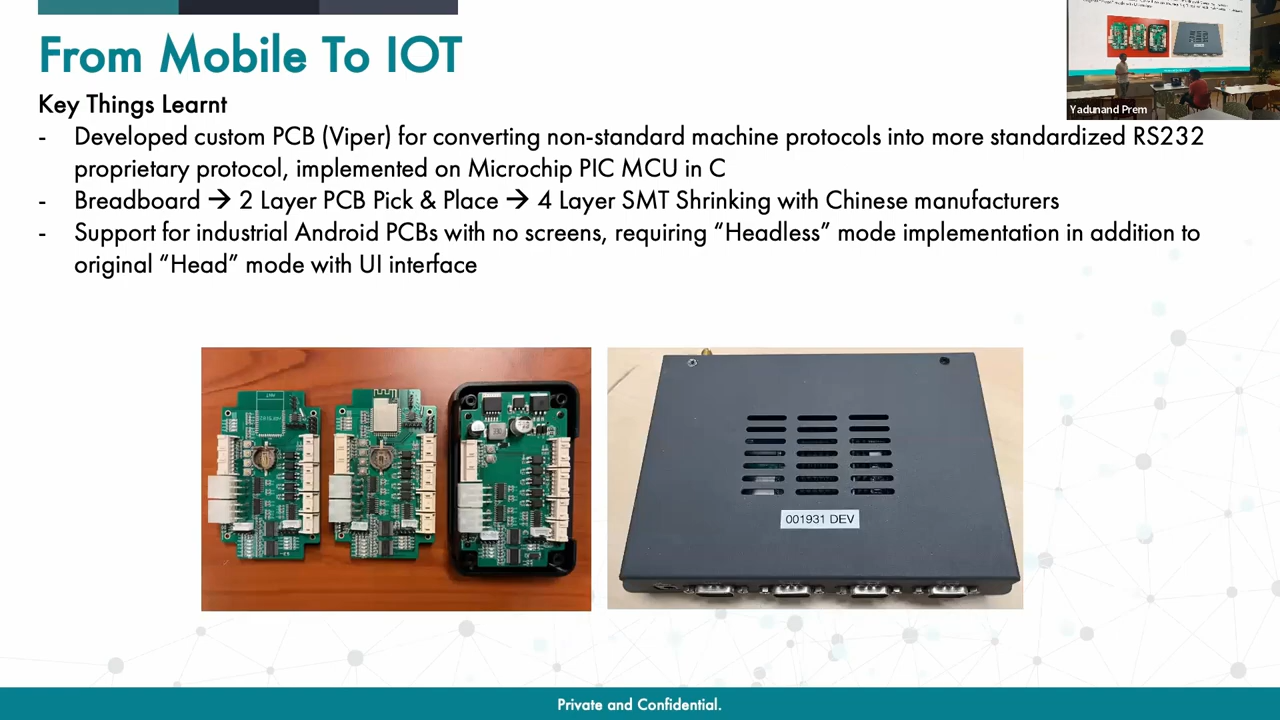 From Mobile To IOT
Key Things Learnt
- Developed custom PCB (Viper) for converting non-standard machine protocols into more standardized RS232
proprietary protocol, implemented on Microchip PIC MCU in C
- Breadboard → 2 Layer PCB Pick & Place → 4 Layer SMT Shrinking with Chinese manufacturers
- Support for industrial Android PCBs with no screens, requiring “Headless” mode implementation in addition to
original “Head” mode with UI interface
Yadunand Prem
001931 DEV
Private and Confidential.